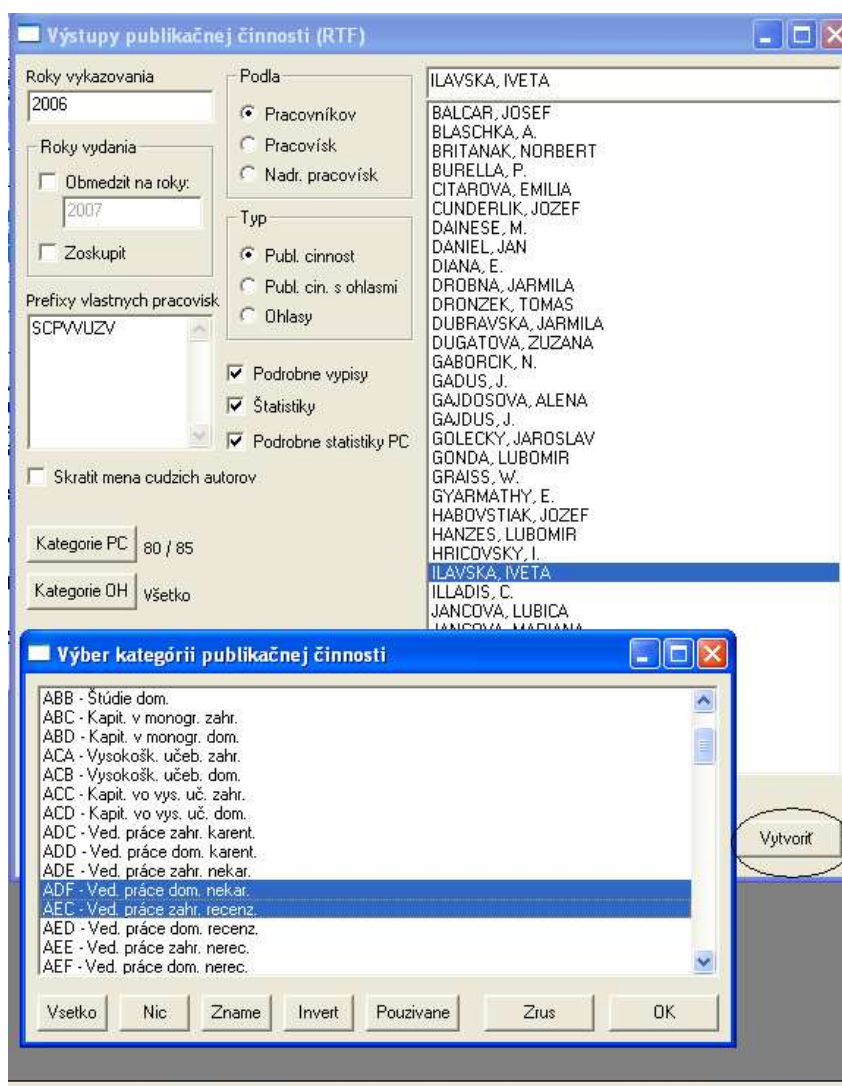 Výstupy publikačnej činnosti (RTF)
Roky vykazovania
2006
Roky vydania
Obmedzit na roky:
2007
Zoskupit
Prefixy vlastnych pracovisk
SCPVVUZV
Skratit mena cudzich autorov
Kategorie PC 80 / 85
Kategorie OH Všetko
Podla
Pracovníkov
Pracovísk
Nadr. pracovísk
Typ
Publ. cinnost
Publ. cin. s ohlasmi
Ohlasy
Podrobne vypisy
Štatistiky
Podrobne statistiky PC
ILAVSKA, IVETA
BALCAR, JOSEF
BLASCHKA, A.
BRITANAK, NORBERT
BURELLA, P.
CITAROVA, EMILIA
CUNDERLIK, JOZEF
DAINESE, M.
DANIEL, JAN
DIANA, E.
DROBNA, JARMILA
DRONZEK, TOMAS
DUBRAVSKA, JARMILA
DUGATOVA, ZUZANA
GABORCIK, N.
GADUS, J.
GAJDOSOVA, ALENA
GAJDUS, J.
GOLECKY, JAROSLAV
GONDA, LUBOMIR
GRAISS, W.
GYARMATHY, E.
HABOVSTIAK, JOZEF
HANZES, LUBOMIR
HRICOVSKY, I.
ILAVSKA, IVETA
ILLADIS, C.
JANCOVA, LUBICA
JANCOVA, MARIANA
Vytvoriť
Výber kategórii publikačnej činnosti
ABB - Štúdie dom.
ABC - Kapit. v monogr. zahr.
ABD - Kapit. v monogr. dom.
ACA - Vysokošk. učeb. zahr.
ACB - Vysokošk. učeb. dom.
ACC - Kapit. vo vys. uč. zahr.
ACD - Kapit. vo vys. uč. dom.
ADC - Ved. práce zahr. karent.
ADD - Ved. práce dom. karent.
ADE - Ved. práce zahr. nekar.
ADF - Ved. práce dom. nekar.
AEC - Ved. práce zahr. recenz.
AED - Ved. práce dom. recenz.
AEE - Ved. práce zahr. nerec.
AEF - Ved. práce dom. nerec.
Vsetko Nic Zname Invert Pouzivane Zrus OK